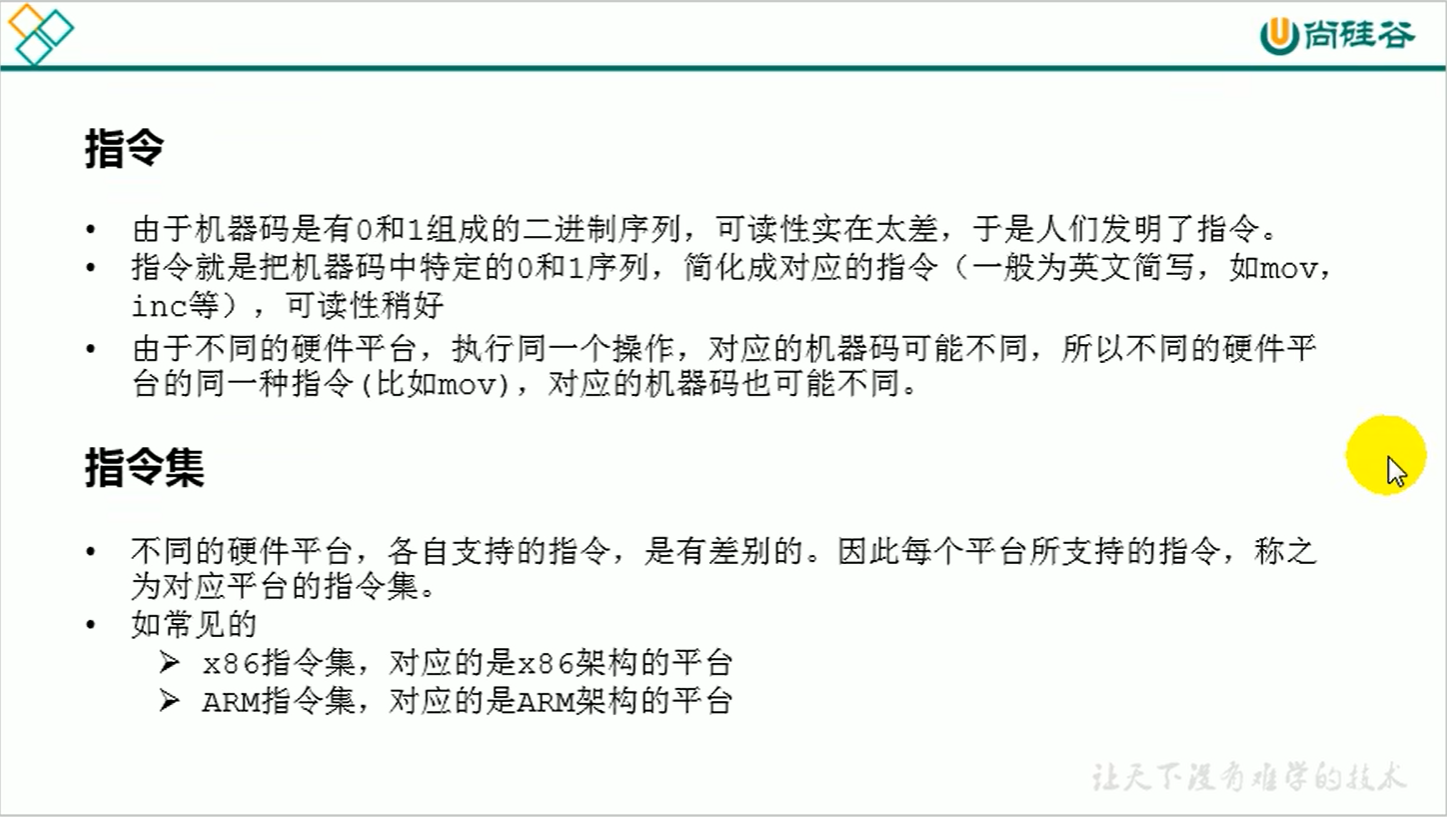 尚硅谷
指令
• 由于机器码是有0和1组成的二进制序列，可读性实在太差，于是人们发明了指令。
• 指令就是把机器码中特定的0和1序列，简化成对应的指令（一般为英文简写，如mov，
inc等），可读性稍好
• 由于不同的硬件平台，执行同一个操作，对应的机器码可能不同，所以不同的硬件平
台的同一种指令(比如mov)，对应的机器码也可能不同。
指令集
• 不同的硬件平台，各自支持的指令，是有差别的。因此每个平台所支持的指令，称之
为对应平台的指令集。
• 如常见的
➢ x86指令集，对应的是x86架构的平台
➢ ARM指令集，对应的是ARM架构的平台
让天下没有难学的技术